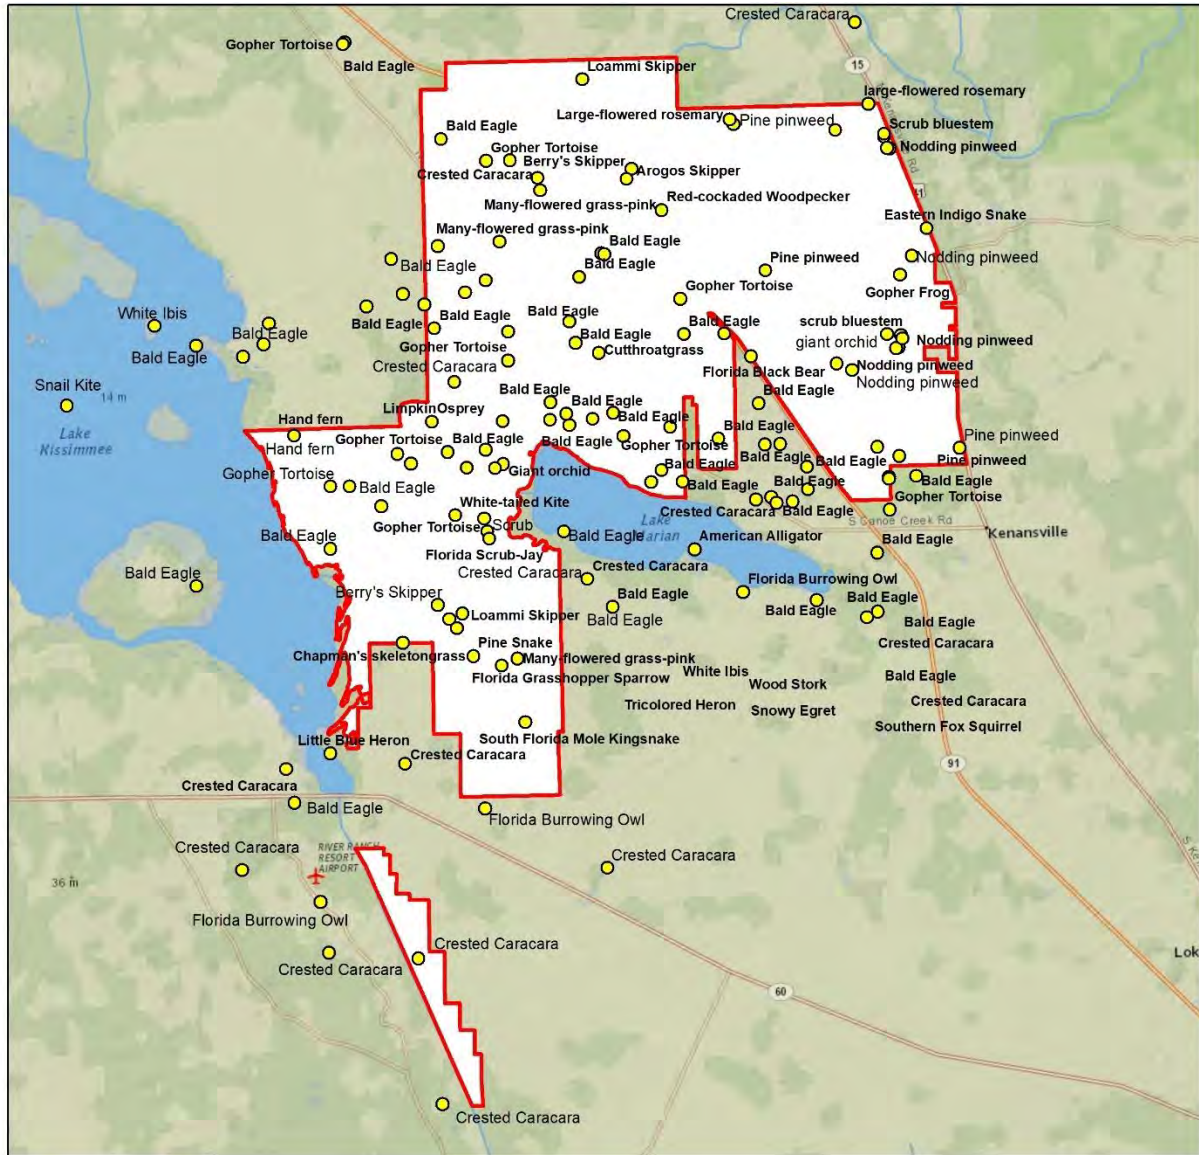 Crested Caracara
Gopher Tortoise
Bald Eagle
Loammi Skipper
15
large-flowered rosemary
Large-flowered rosemary
Pine pinweed
Scrub bluestem
Bald Eagle
Gopher Tortoise
Nodding pinweed
Berry's Skipper
Crested Caracara
Arogos Skipper
Many-flowered grass-pink
Red-cockaded Woodpecker
Eastern Indigo Snake
Many-flowered grass-pink
Bald Eagle
Bald Eagle
Bald Eagle
Pine pinweed
Nodding pinweed
Gopher Tortoise
Gopher Frog
White Ibis
Bald Eagle
Bald Eagle
Bald Eagle
Bald Eagle
scrub bluestem
Bald Eagle
Bald Eagle
giant orchid
Nodding pinweed
Gopher Tortoise
Cutthroatgrass
Bald Eagle
Crested Caracara
Florida Black Bear
Nodding pinweed
Nodding pinweed
Snail Kite
14 m
Bald Eagle
Bald Eagle
Lake
Kissimmee
Hand fern
Limpkin
Osprey
Bald Eagle
Bald Eagle
Bald Eagle
Hand fern
Gopher Tortoise
Bald Eagle
Bald Eagle
Gopher Tortoise
Pine pinweed
Bald Eagle
Bald Eagle
Pine pinweed
Gopher Tortoise
Giant orchid
Bald Eagle
Bald Eagle
Bald Eagle
Bald Eagle
Bald Eagle
Gopher Tortoise
White-tailed Kite
Crested Caracara
Bald Eagle
Gopher Tortoise
Scrub
Lake
Marian
S Canoe Creek Rd
Kenansville
Bald Eagle
Bald Eagle
American Alligator
Florida Scrub-Jay
Bald Eagle
Crested Caracara
Crested Caracara
Bald Eagle
Florida Burrowing Owl
Berry's Skipper
Bald Eagle
Bald Eagle
Bald Eagle
Loammi Skipper
Bald Eagle
Bald Eagle
Crested Caracara
Pine Snake
Chapman's skeletongrass
Many-flowered grass-pink
Florida Grasshopper Sparrow
White Ibis
Bald Eagle
Wood Stork
Tricolored Heron
Snowy Egret
Crested Caracara
Southern Fox Squirrel
Little Blue Heron
South Florida Mole Kingsnake
Crested Caracara
91
Crested Caracara
Bald Eagle
Florida Burrowing Owl
Crested Caracara
RIVER RANCH
RESORT
AIRPORT
Crested Caracara
36 m
Florida Burrowing Owl
Crested Caracara
Crested Caracara
Lok
60
Crested Caracara